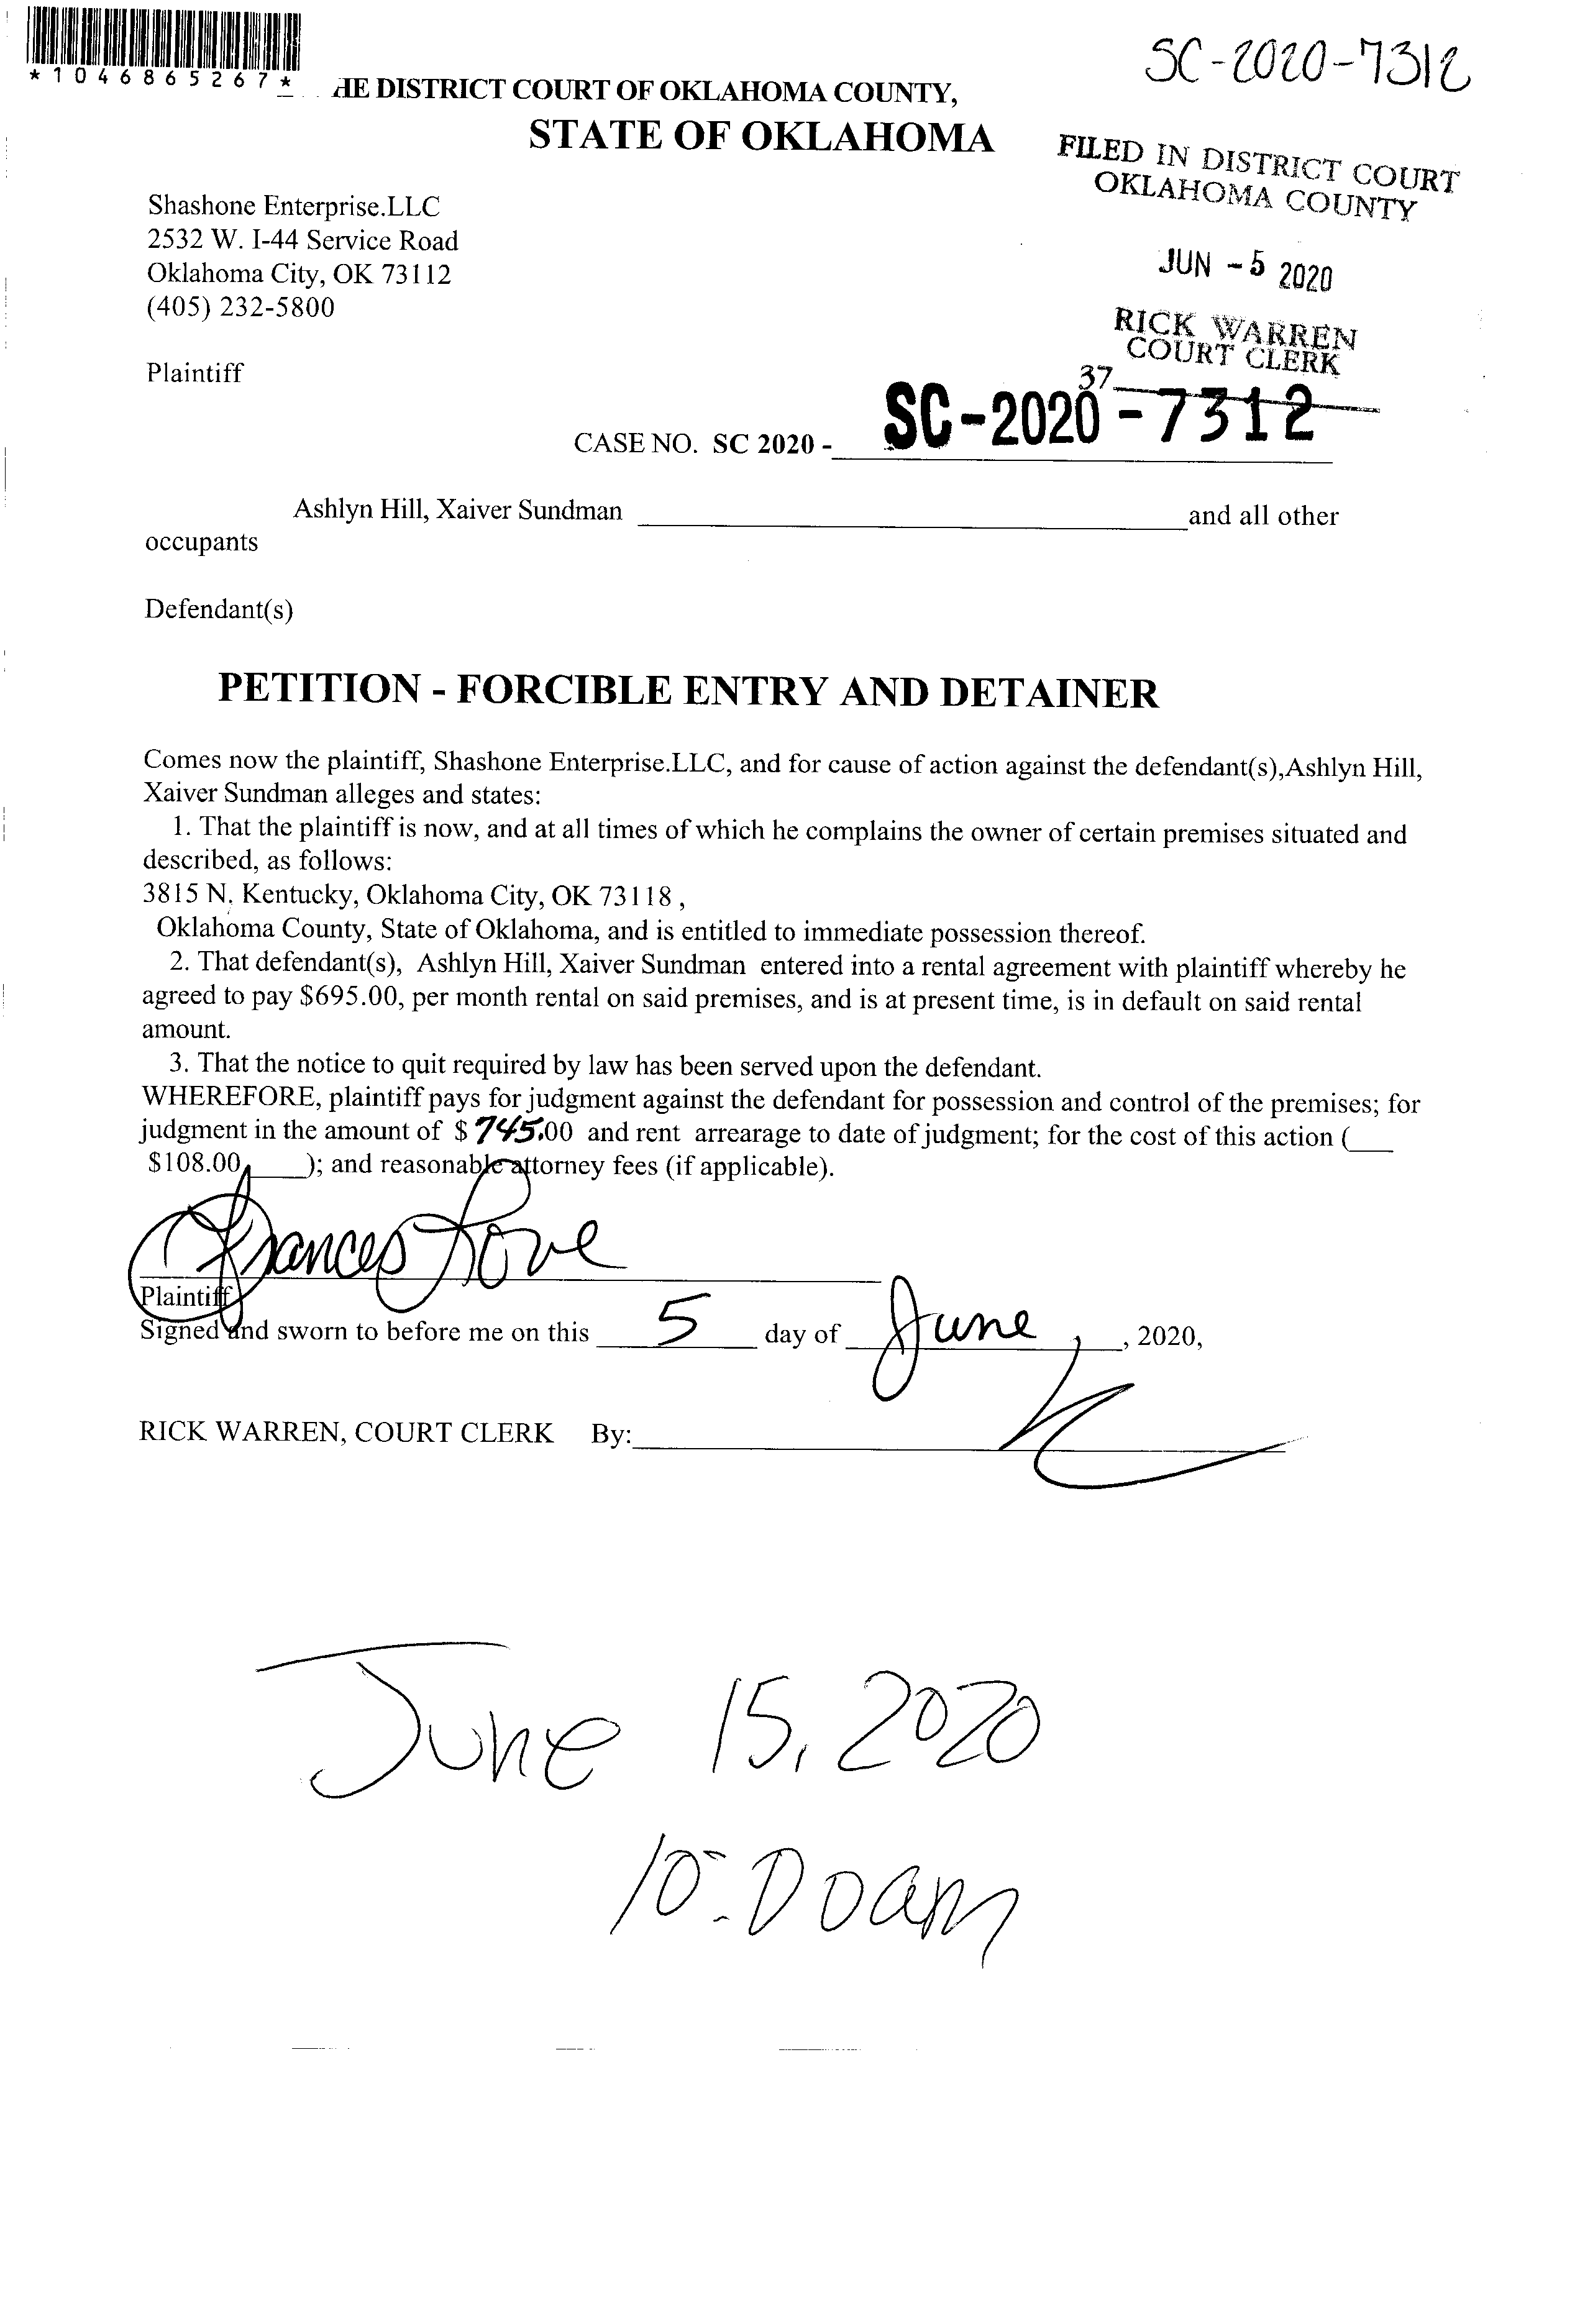 *1046865267*
SC-2020-7312
HE DISTRICT COURT OF OKLAHOMA COUNTY,
STATE OF OKLAHOMA
FILED IN DISTRICT COURT
OKLAHOMA COUNTY
Shashone Enterprise.LLC
2532 W. I-44 Service Road
Oklahoma City, OK 73112
(405) 232-5800
JUN -5 2020
RICK WARREN
COURT CLERK
37
Plaintiff
CASE NO. SC 2020 - SC-2020-7312
Ashlyn Hill, Xaiver Sundman and all other
occupants
Defendant(s)
PETITION - FORCIBLE ENTRY AND DETAINER
Comes now the plaintiff, Shashone Enterprise.LLC, and for cause of action against the defendant(s),Ashlyn Hill,
Xaiver Sundman alleges and states:
1. That the plaintiff is now, and at all times of which he complains the owner of certain premises situated and
described, as follows:
3815 N. Kentucky, Oklahoma City, OK 73118 ,
Oklahoma County, State of Oklahoma, and is entitled to immediate possession thereof.
2. That defendant(s), Ashlyn Hill, Xaiver Sundman entered into a rental agreement with plaintiff whereby he
agreed to pay $695.00, per month rental on said premises, and is at present time, is in default on said rental
amount.
3. That the notice to quit required by law has been served upon the defendant.
WHEREFORE, plaintiff pays for judgment against the defendant for possession and control of the premises; for
judgment in the amount of $ 745.00 and rent arrearage to date of judgment; for the cost of this action (___
$108.00____); and reasonable attorney fees (if applicable).
Frances Love
Plaintiff
Signed and sworn to before me on this 5 day of June, 2020,
RICK WARREN, COURT CLERK By:
June 15, 2020
10:00am